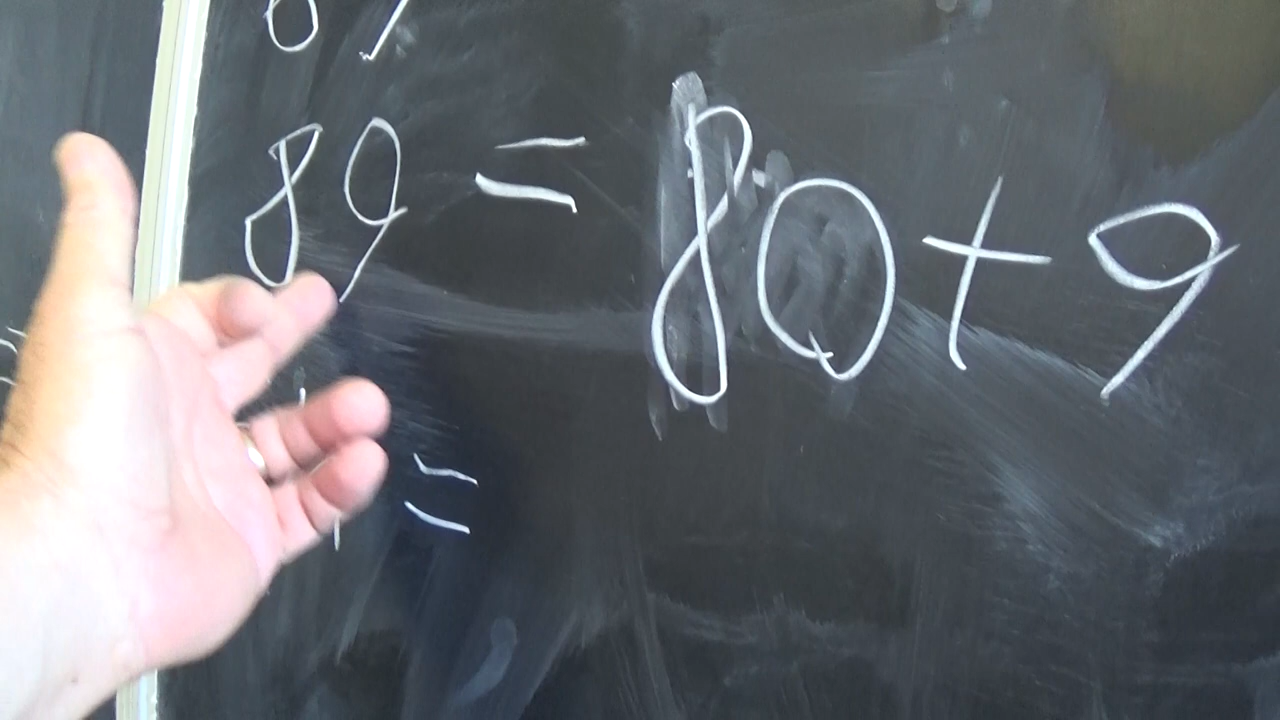 89 = 80 + 9
=